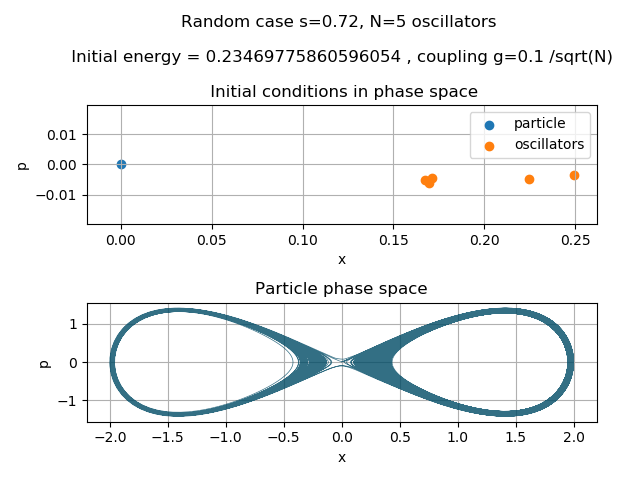 Random case s=0.72, N=5 oscillators
Initial energy = 0.23469775860596054 , coupling g=0.1 /sqrt(N)
Initial conditions in phase space
particle
oscillators
0.01
0.00
−0.01
p
0.00 0.05 0.10 0.15 0.20 0.25
x
Particle phase space
1
0
−1
p
−2.0 −1.5 −1.0 −0.5 0.0 0.5 1.0 1.5 2.0
x